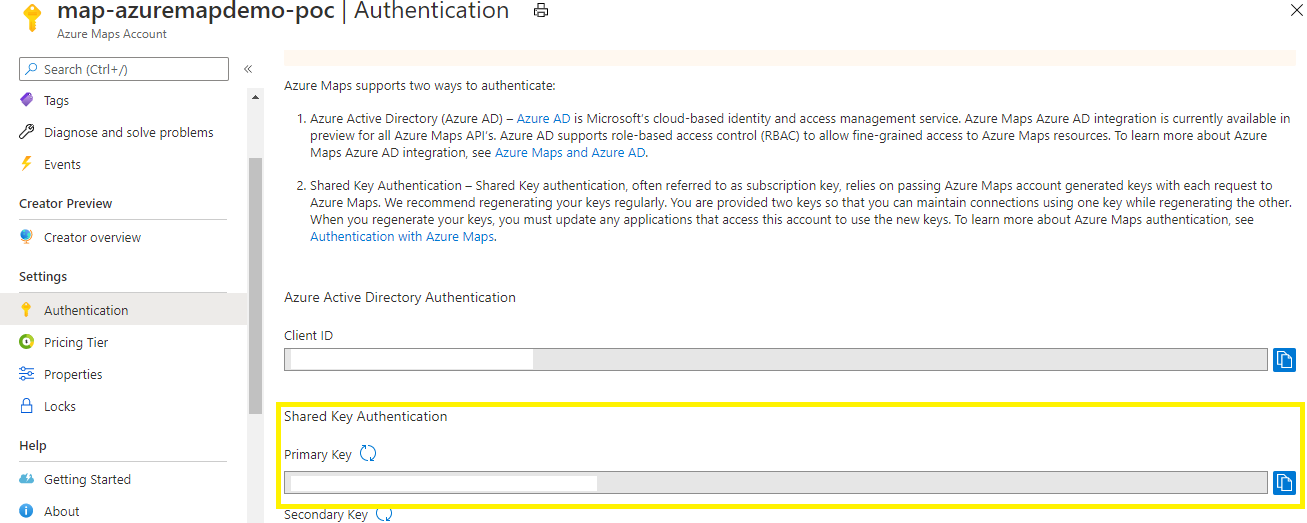 map-azuremapdemo-poc | Authentication
Azure Maps Account
Search (Ctrl+/)
«
Tags
Diagnose and solve problems
Events
Creator Preview
Creator overview
Settings
Authentication
Pricing Tier
Properties
Locks
Help
Getting Started
About
Azure Maps supports two ways to authenticate:
1. Azure Active Directory (Azure AD) – Azure AD is Microsoft's cloud-based identity and access management service. Azure Maps Azure AD integration is currently available in
preview for all Azure Maps API's. Azure AD supports role-based access control (RBAC) to allow fine-grained access to Azure Maps resources. To learn more about Azure
Maps Azure AD integration, see Azure Maps and Azure AD.
2. Shared Key Authentication – Shared Key authentication, often referred to as subscription key, relies on passing Azure Maps account generated keys with each request to
Azure Maps. We recommend regenerating your keys regularly. You are provided two keys so that you can maintain connections using one key while regenerating the other.
When you regenerate your keys, you must update any applications that access this account to use the new keys. To learn more about Azure Maps authentication, see
Authentication with Azure Maps.
Azure Active Directory Authentication
Client ID
Shared Key Authentication
Primary Key
Secondary Key